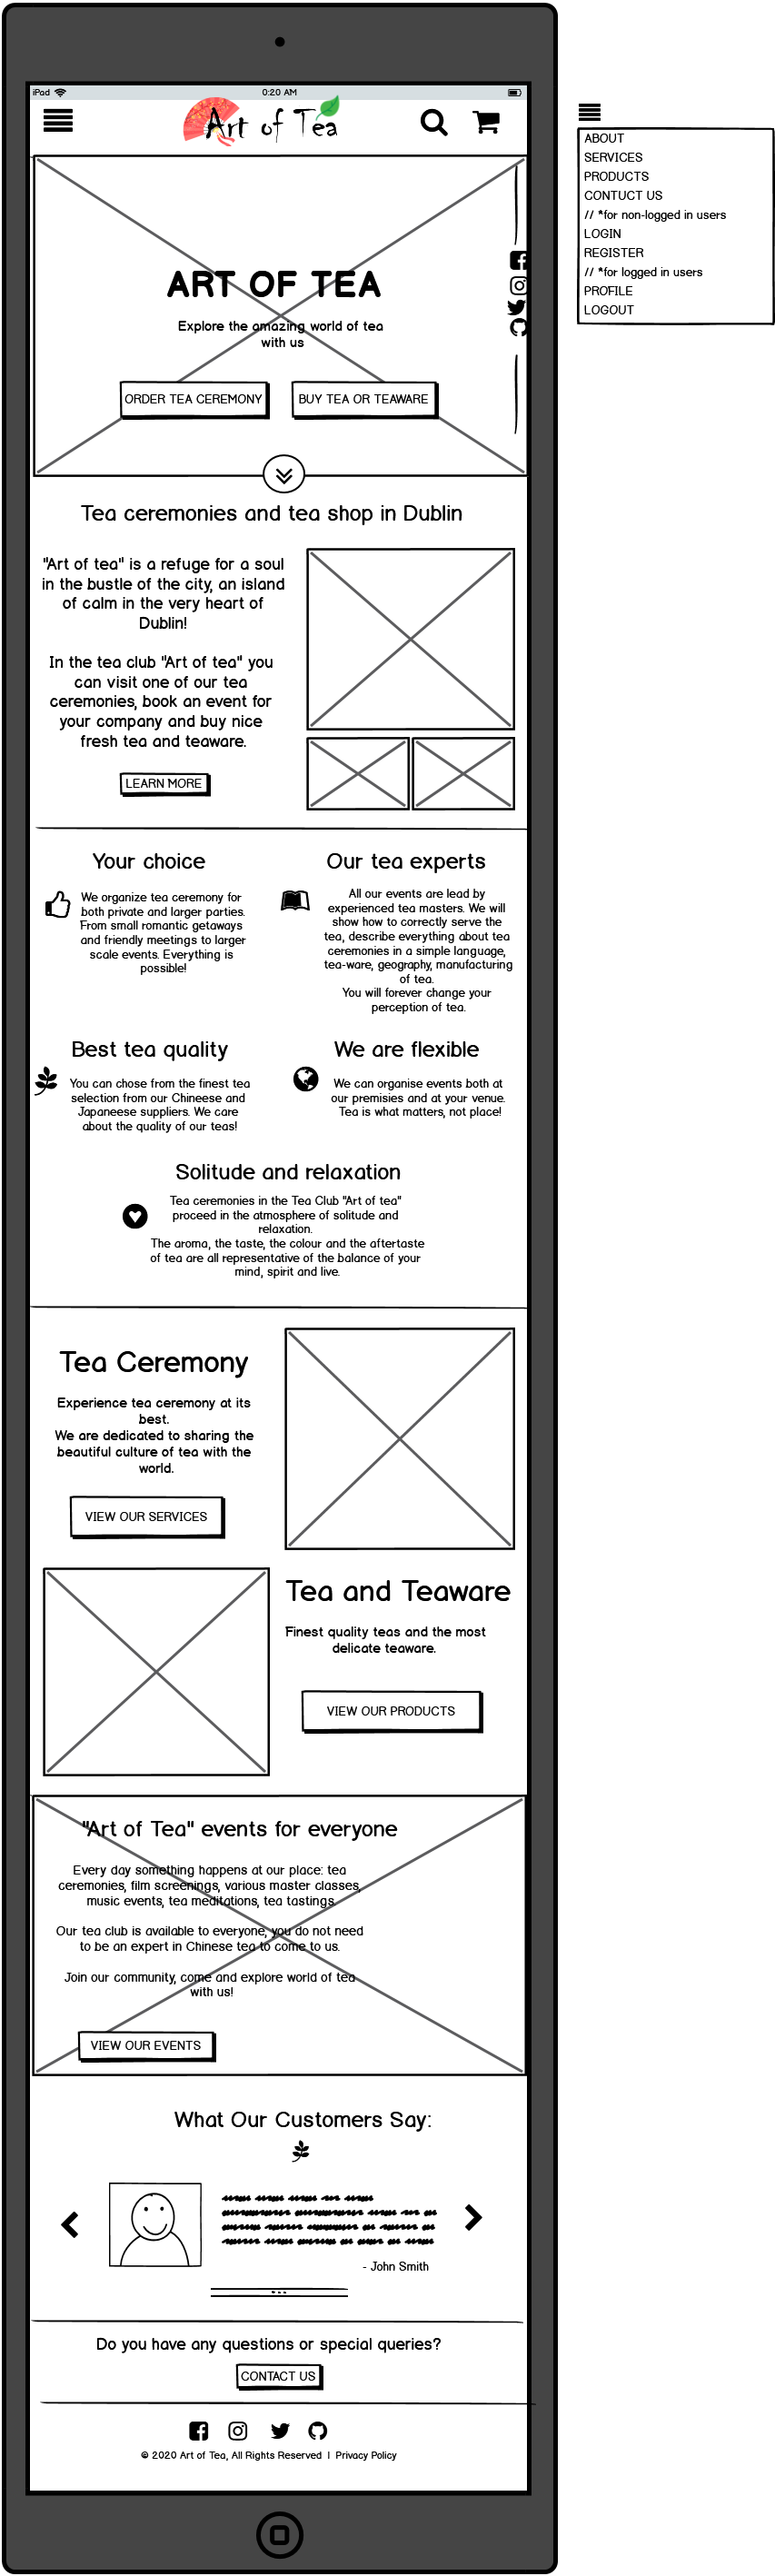 iPad
0:20 AM
Art of Tea
ABOUT
SERVICES
PRODUCTS
CONTUCT US
// *for non-logged in users
LOGIN
REGISTER
// *for logged in users
PROFILE
LOGOUT
ART OF TEA
Explore the amazing world of tea
with us
ORDER TEA CEREMONY
BUY TEA OR TEAWARE
Tea ceremonies and tea shop in Dublin
"Art of tea" is a refuge for a soul
in the bustle of the city, an island
of calm in the very heart of
Dublin!
In the tea club "Art of tea" you
can visit one of our tea
ceremonies, book an event for
your company and buy nice
fresh tea and teaware.
LEARN MORE
Your choice
We organize tea ceremony for
both private and larger parties.
From small romantic getaways
and friendly meetings to larger
scale events. Everything is
possible!
Our tea experts
All our events are lead by
experienced tea masters. We will
show how to correctly serve the
tea, describe everything about tea
ceremonies in a simple language,
tea-ware, geography, manufacturing
of tea.
You will forever change your
perception of tea.
Best tea quality
You can chose from the finest tea
selection from our Chineese and
Japaneese suppliers. We care
about the quality of our teas!
We are flexible
We can organise events both at
our premisies and at your venue.
Tea is what matters, not place!
Solitude and relaxation
Tea ceremonies in the Tea Club "Art of tea"
proceed in the atmosphere of solitude and
relaxation.
The aroma, the taste, the colour and the aftertaste
of tea are all representative of the balance of your
mind, spirit and live.
Tea Ceremony
Experience tea ceremony at its
best.
We are dedicated to sharing the
beautiful culture of tea with the
world.
VIEW OUR SERVICES
Tea and Teaware
Finest quality teas and the most
delicate teaware.
VIEW OUR PRODUCTS
"Art of Tea" events for everyone
Every day something happens at our place: tea
ceremonies, film screenings, various master classes,
music events, tea meditations, tea tastings.
Our tea club is available to everyone, you do not need
to be an expert in Chinese tea to come to us.
Join our community, come and explore world of tea
with us!
VIEW OUR EVENTS
What Our Customers Say:
- John Smith
Do you have any questions or special queries?
CONTACT US
© 2020 Art of Tea, All Rights Reserved | Privacy Policy